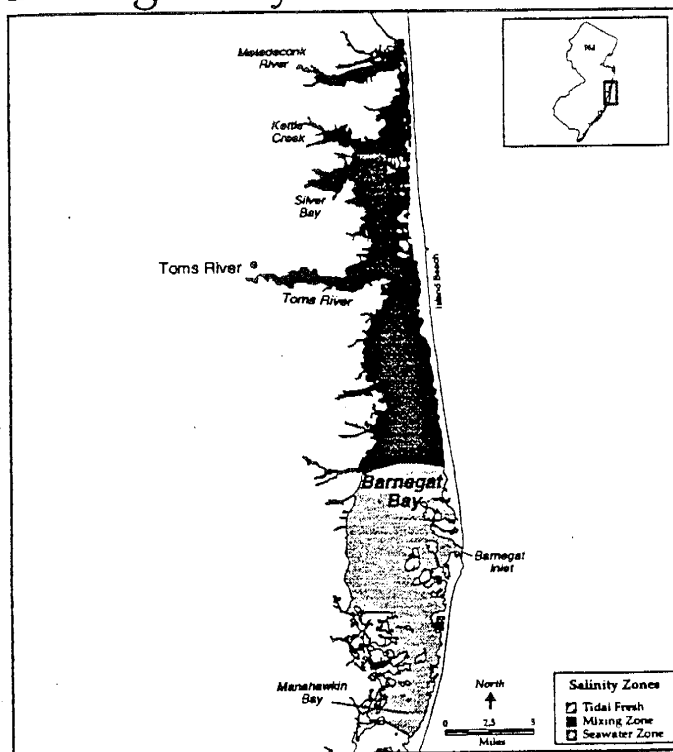 Metedeconk
River
NJ
Kettle
Creek
Silver
Bay
Toms River
Toms River
Island Beach
Barnegat
Bay
Barnegat
Inlet
Manahawkin
Bay
North
0 2.5 5
Miles
Salinity Zones
Tidal Fresh
Mixing Zone
Seawater Zone